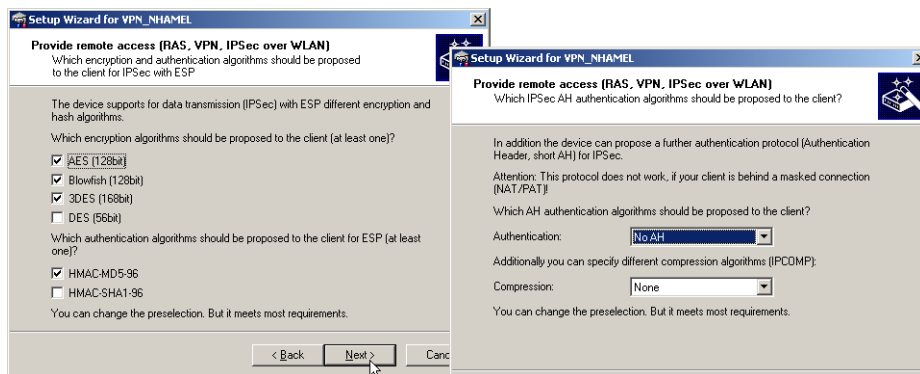 Setup Wizard for VPN_NHAMEL
Provide remote access (RAS, VPN, IPSec over WLAN)
Which encryption and authentication algorithms should be proposed
to the client for IPSec with ESP
The device supports for data transmission (IPSec) with ESP different encryption and
hash algorithms.
Which encryption algorithms should be proposed to the client (at least one)?
AES (128bit)
Blowfish (128bit)
3DES (168bit)
DES (56bit)
Which authentication algorithms should be proposed to the client for ESP (at least
one)?
HMAC-MD5-96
HMAC-SHA1-96
You can change the preselection. But it meets most requirements.
< Back
Next >
Canc
Setup Wizard for VPN_NHAMEL
Provide remote access (RAS, VPN, IPSec over WLAN)
Which IPSec AH authentication algorithms should be proposed to the client?
In addition the device can propose a further authentication protocol (Authentication
Header, short AH) for IPSec.
Attention: This protocol does not work, if your client is behind a masked connection
(NAT/PAT)!
Which AH authentication algorithms should be proposed to the client?
Authentication: No AH
Additionally you can specify different compression algorithms (IPCOMP):
Compression: None
You can change the preselection. But it meets most requirements.